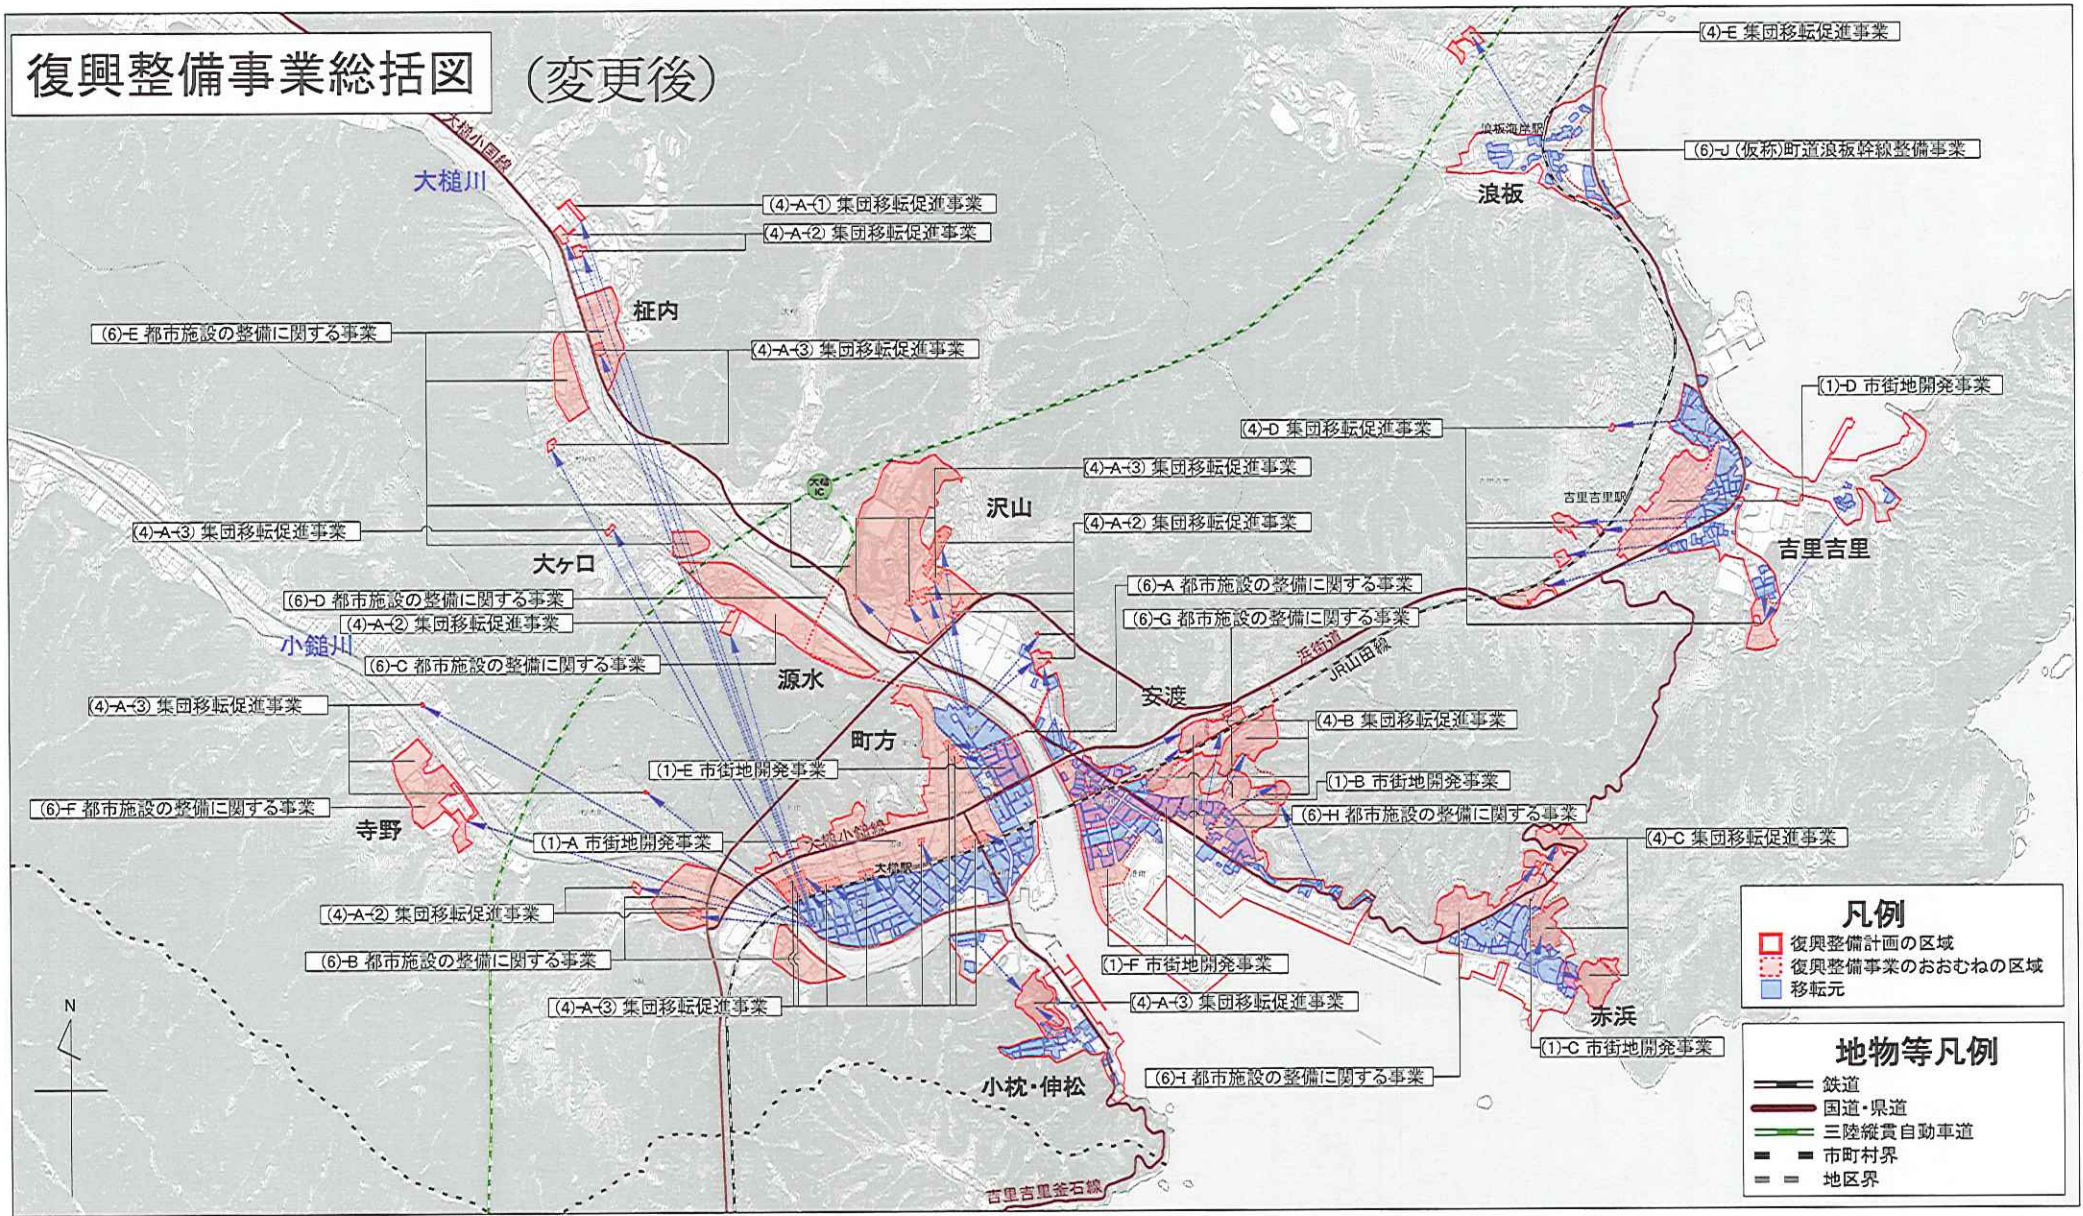 復興整備事業総括図
（変更後）
(4)-E 集団移転促進事業
大槌小国線
浪板海岸駅
(6)-J (仮称)町道浪板幹線整備事業
大槌川
浪板
(4)-A-① 集団移転促進事業
(4)-A-② 集団移転促進事業
柾内
(6)-E 都市施設の整備に関する事業
(4)-A-③ 集団移転促進事業
(1)-D 市街地開発事業
(4)-D 集団移転促進事業
(4)-A-③ 集団移転促進事業
大槌
IC
吉里吉里駅
沢山
(4)-A-② 集団移転促進事業
(4)-A-③ 集団移転促進事業
吉里吉里
大ヶ口
(6)-A 都市施設の整備に関する事業
(6)-D 都市施設の整備に関する事業
(4)-A-② 集団移転促進事業
(6)-G 都市施設の整備に関する事業
小鎚川
浜街道
JR山田線
(6)-C 都市施設の整備に関する事業
源水
安渡
(4)-A-③ 集団移転促進事業
(4)-B 集団移転促進事業
町方
(1)-E 市街地開発事業
(1)-B 市街地開発事業
(6)-F 都市施設の整備に関する事業
(6)-H 都市施設の整備に関する事業
寺野
大槌小鎚線
(1)-A 市街地開発事業
(4)-C 集団移転促進事業
大槌駅
(4)-A-② 集団移転促進事業
(6)-B 都市施設の整備に関する事業
(1)-F 市街地開発事業
(4)-A-③ 集団移転促進事業
(4)-A-③ 集団移転促進事業
赤浜
(1)-C 市街地開発事業
(6)-I 都市施設の整備に関する事業
小枕・伸松
吉里吉里釜石線
N
凡例
復興整備計画の区域
復興整備事業のおおむねの区域
移転元
地物等凡例
鉄道
国道・県道
三陸縦貫自動車道
市町村界
地区界